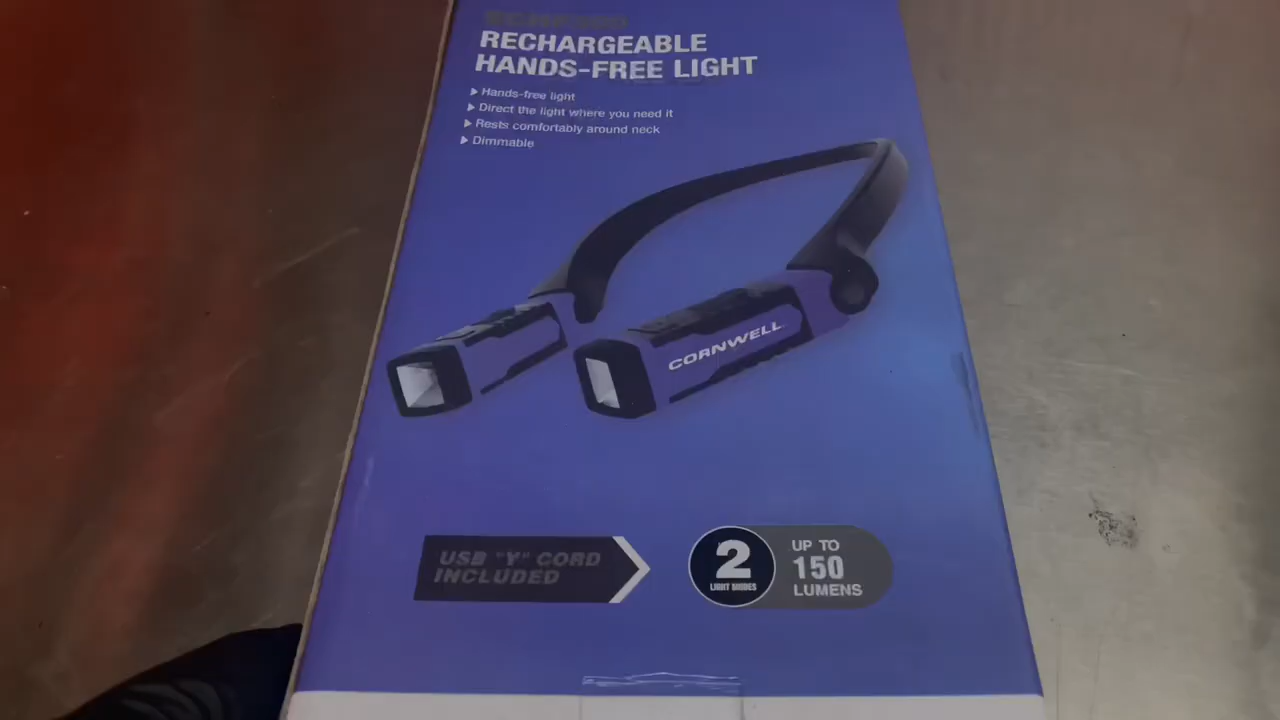 RECHARGEABLE
HANDS-FREE LIGHT
Hands-free light
Direct the light where you need it
Rests comfortably around neck
Dimmable
CORNWELL
USB "Y" CORD
INCLUDED
2
LIGHT MODES
UP TO
150
LUMENS